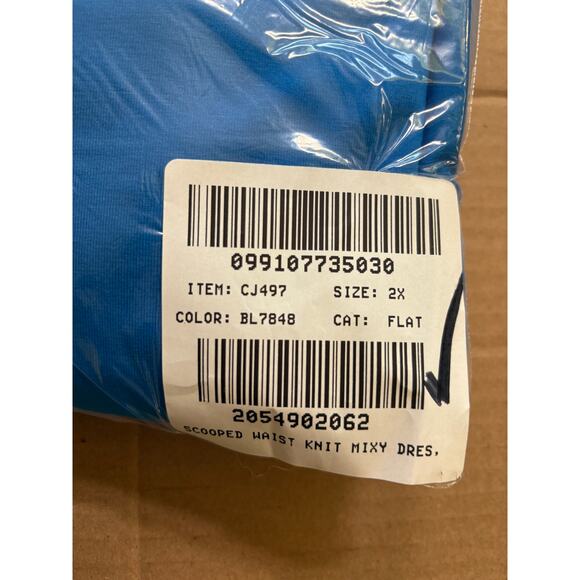 099107735030
ITEM: CJ497 SIZE: 2X
COLOR: BL7848 CAT: FLAT
2054902062
SCOOPED WAIST KNIT MIXY DRES,